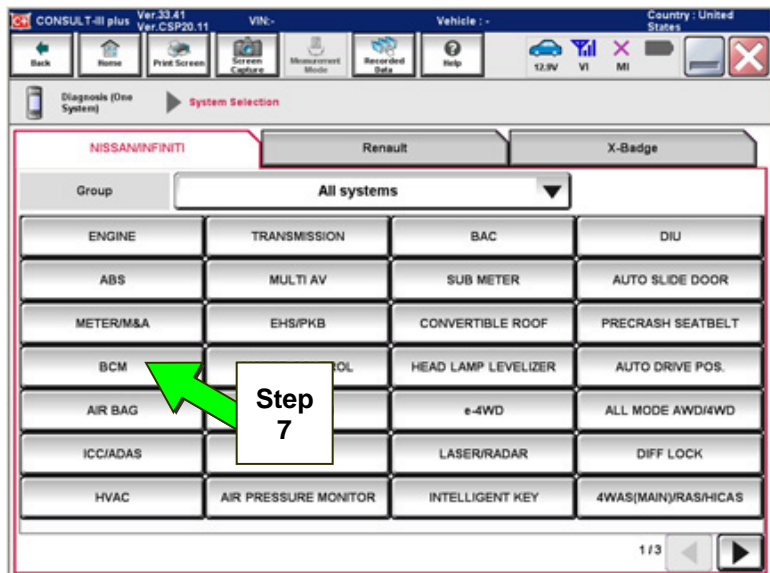 CONSULT-III plus Ver.33.41 VIN:- Vehicle : - Country : United
Ver.CSP20.11 States
Back Home Print Screen Screen Capture Measurement Mode Recorded Data Help 12.9V VI MI
Diagnosis (One System) System Selection
NISSAN/INFINITI Renault X-Badge
Group All systems
ENGINE TRANSMISSION BAC DIU
ABS MULTI AV SUB METER AUTO SLIDE DOOR
METER/M&A EHS/PKB CONVERTIBLE ROOF PRECRASH SEATBELT
BCM ROL HEAD LAMP LEVELIZER AUTO DRIVE POS.
AIR BAG e-4WD ALL MODE AWD/4WD
Step
7
ICC/ADAS LASER/RADAR DIFF LOCK
HVAC AIR PRESSURE MONITOR INTELLIGENT KEY 4WAS(MAIN)/RAS/HICAS
1/3